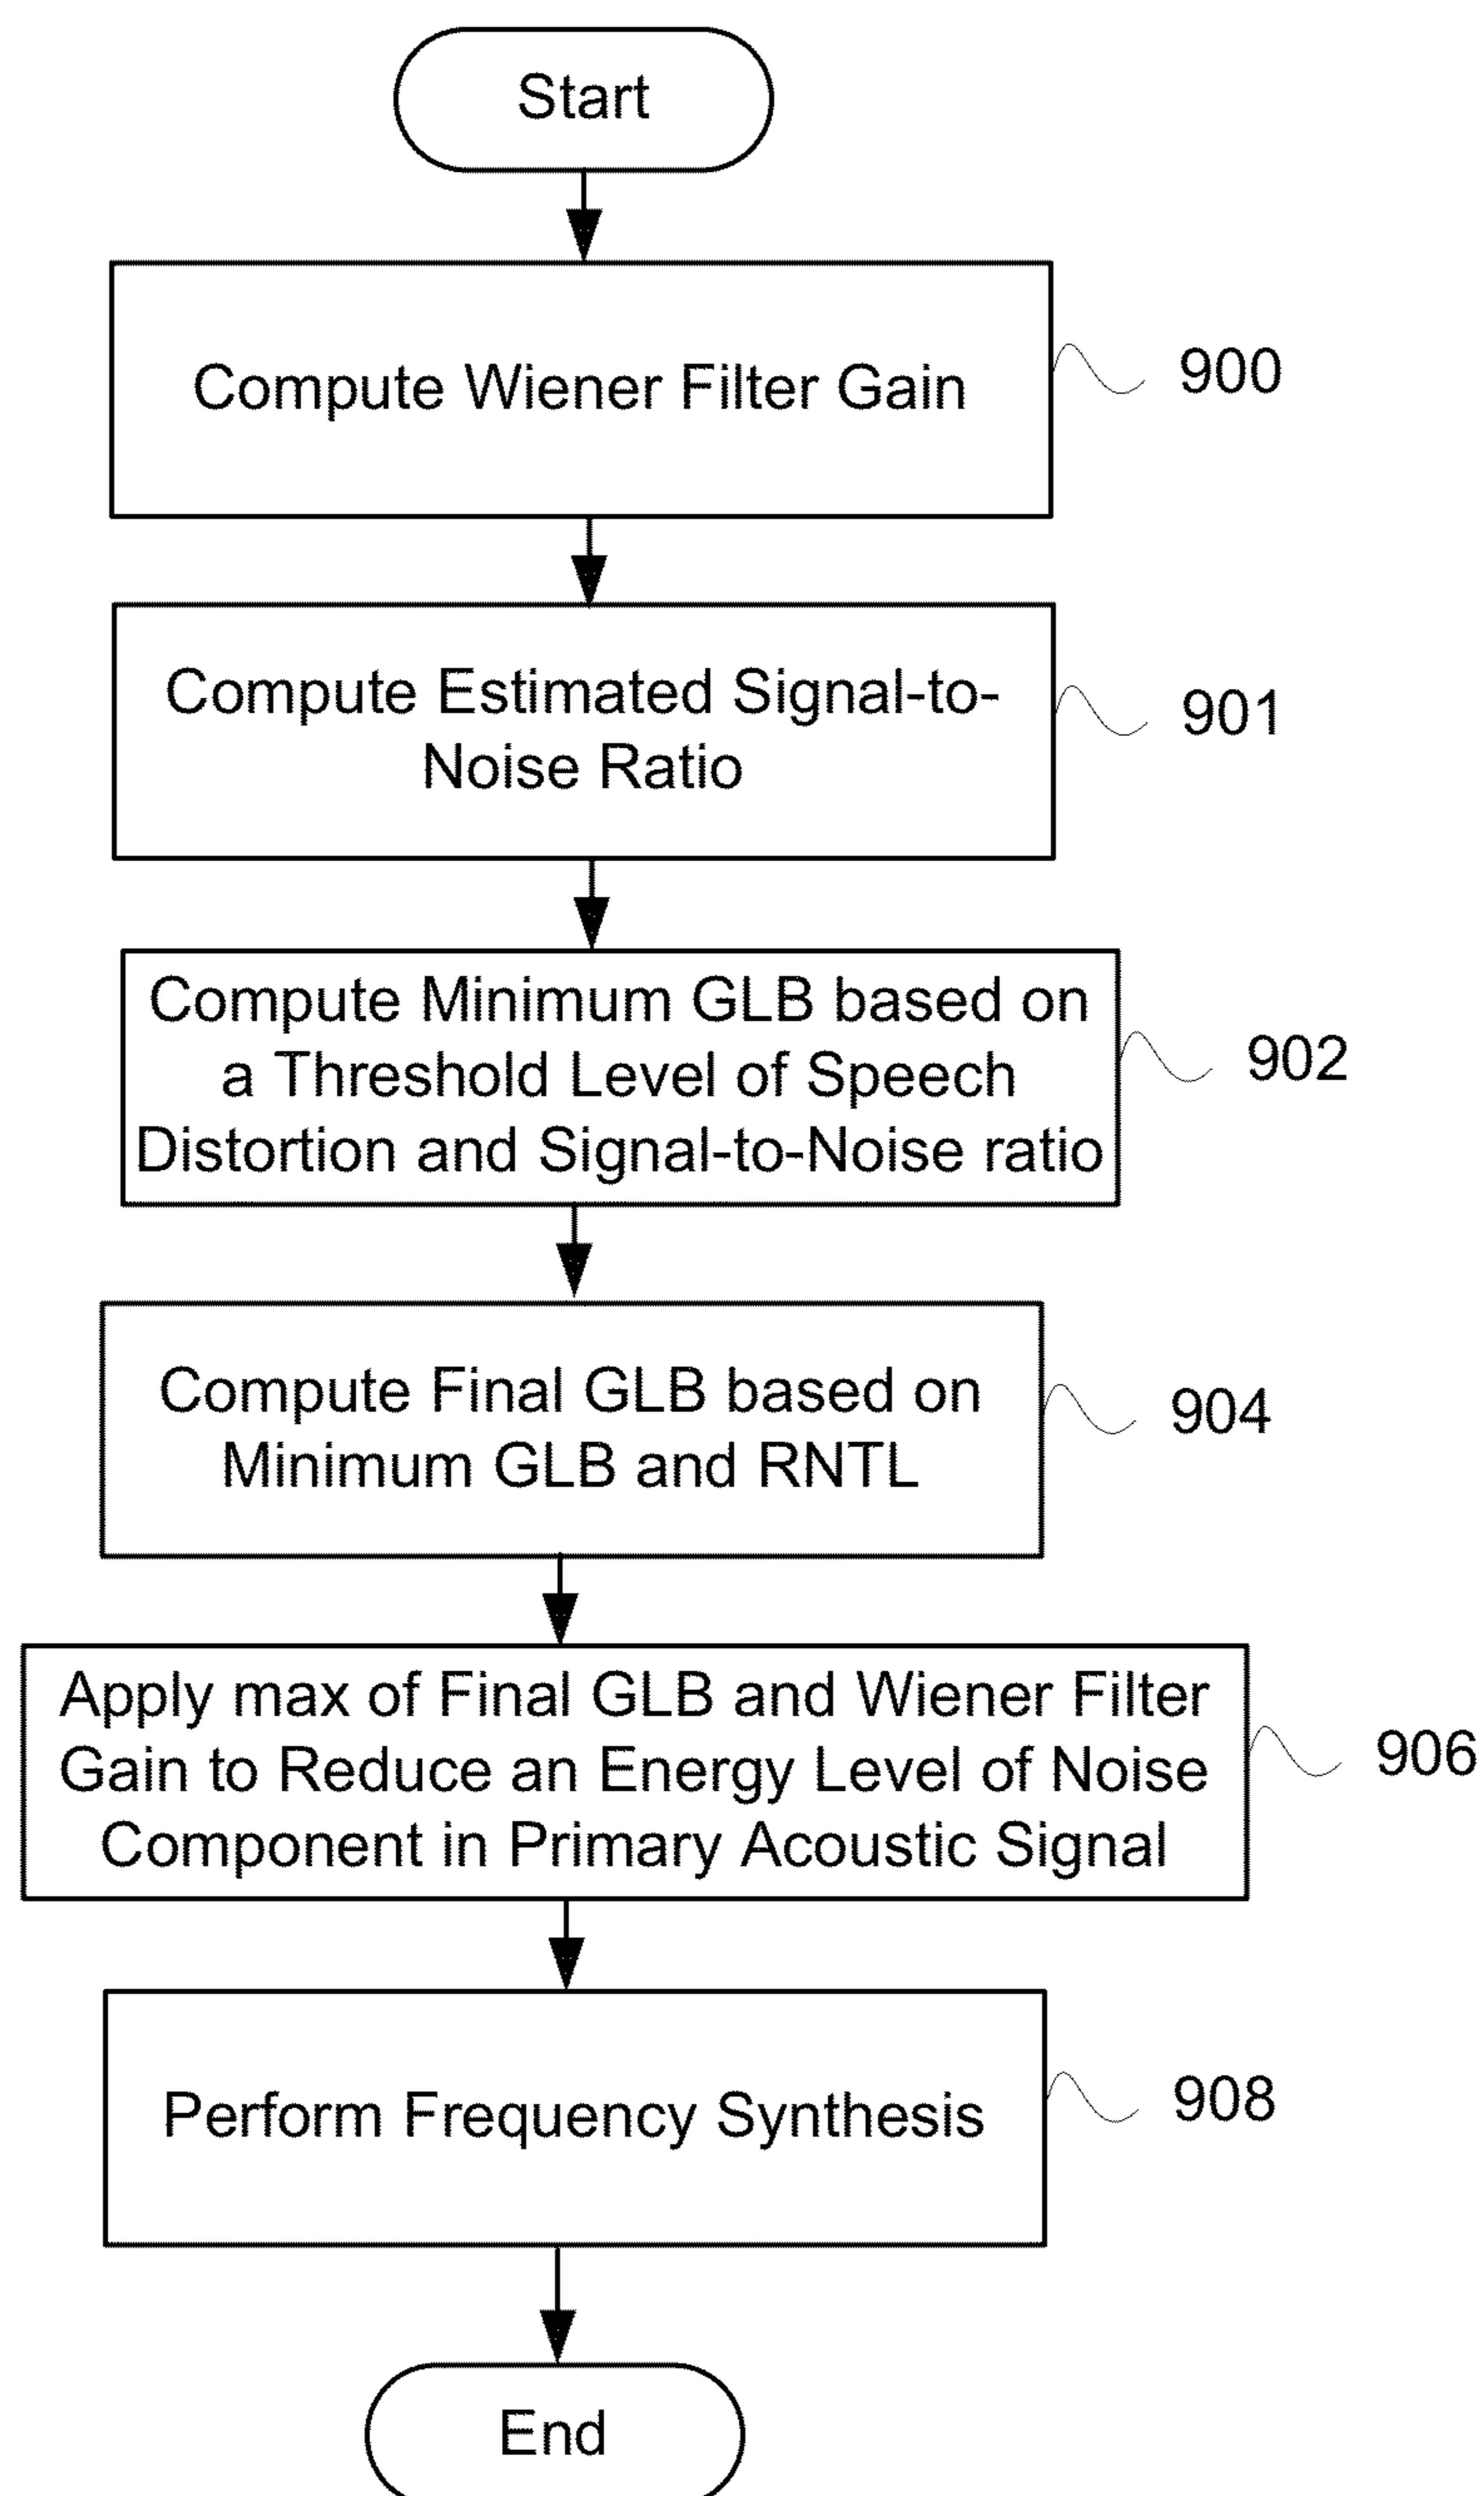 Start
Compute Wiener Filter Gain
900
Compute Estimated Signal-to-
Noise Ratio
901
Compute Minimum GLB based on
a Threshold Level of Speech
Distortion and Signal-to-Noise ratio
902
Compute Final GLB based on
Minimum GLB and RNTL
904
Apply max of Final GLB and Wiener Filter
Gain to Reduce an Energy Level of Noise
Component in Primary Acoustic Signal
906
Perform Frequency Synthesis
908
End